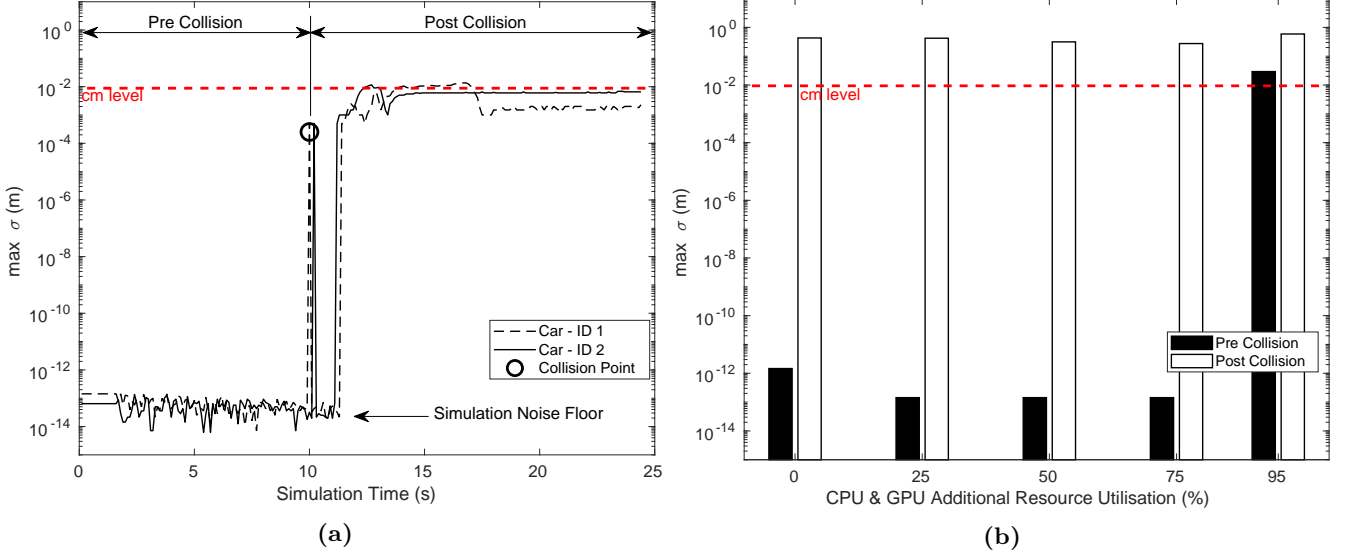 Pre Collision
Post Collision
10^0
10^-2
10^-4
10^-6
10^-8
10^-10
10^-12
10^-14
max σ (m)
cm level
Car - ID 1
Car - ID 2
Collision Point
Simulation Noise Floor
0
5
10
15
20
25
Simulation Time (s)
(a)
10^0
10^-2
10^-4
10^-6
10^-8
10^-10
10^-12
10^-14
max σ (m)
cm level
Pre Collision
Post Collision
0
25
50
75
95
CPU & GPU Additional Resource Utilisation (%)
(b)